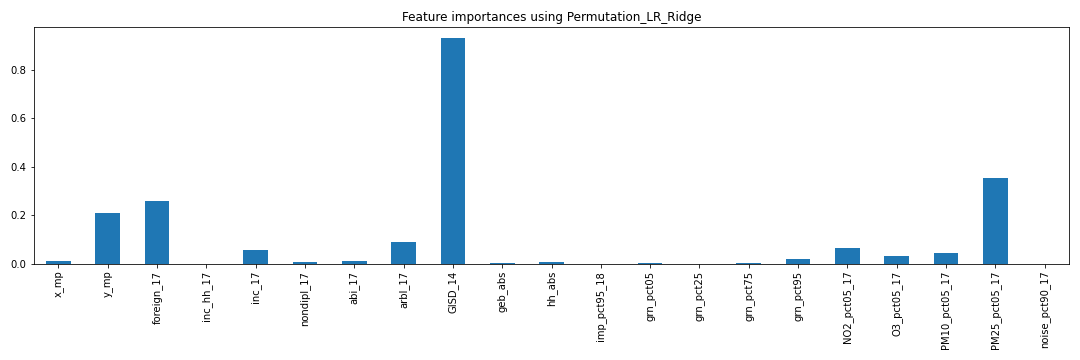 Feature importances using Permutation_LR_Ridge
0.8
0.6
0.4
0.2
0.0
x_mp
y_mp
foreign_17
inc_hh_17
inc_17
nondipl_17
abi_17
arbl_17
GISD_14
geb_abs
hh_abs
imp_pct95_18
grn_pct05
grn_pct25
grn_pct75
grn_pct95
NO2_pct05_17
O3_pct05_17
PM10_pct05_17
PM25_pct05_17
noise_pct90_17